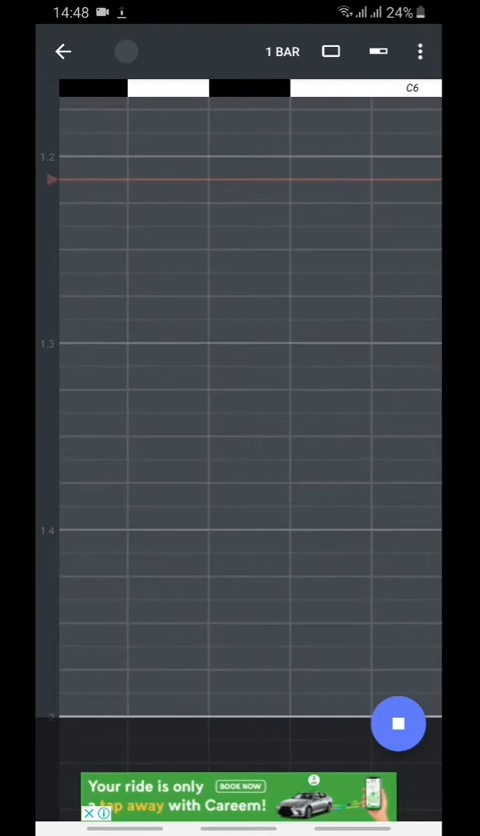 14:48
24%
1 BAR
C6
1.2
1.3
1.4
2
Your ride is only
BOOK NOW
a tap away with Careem!